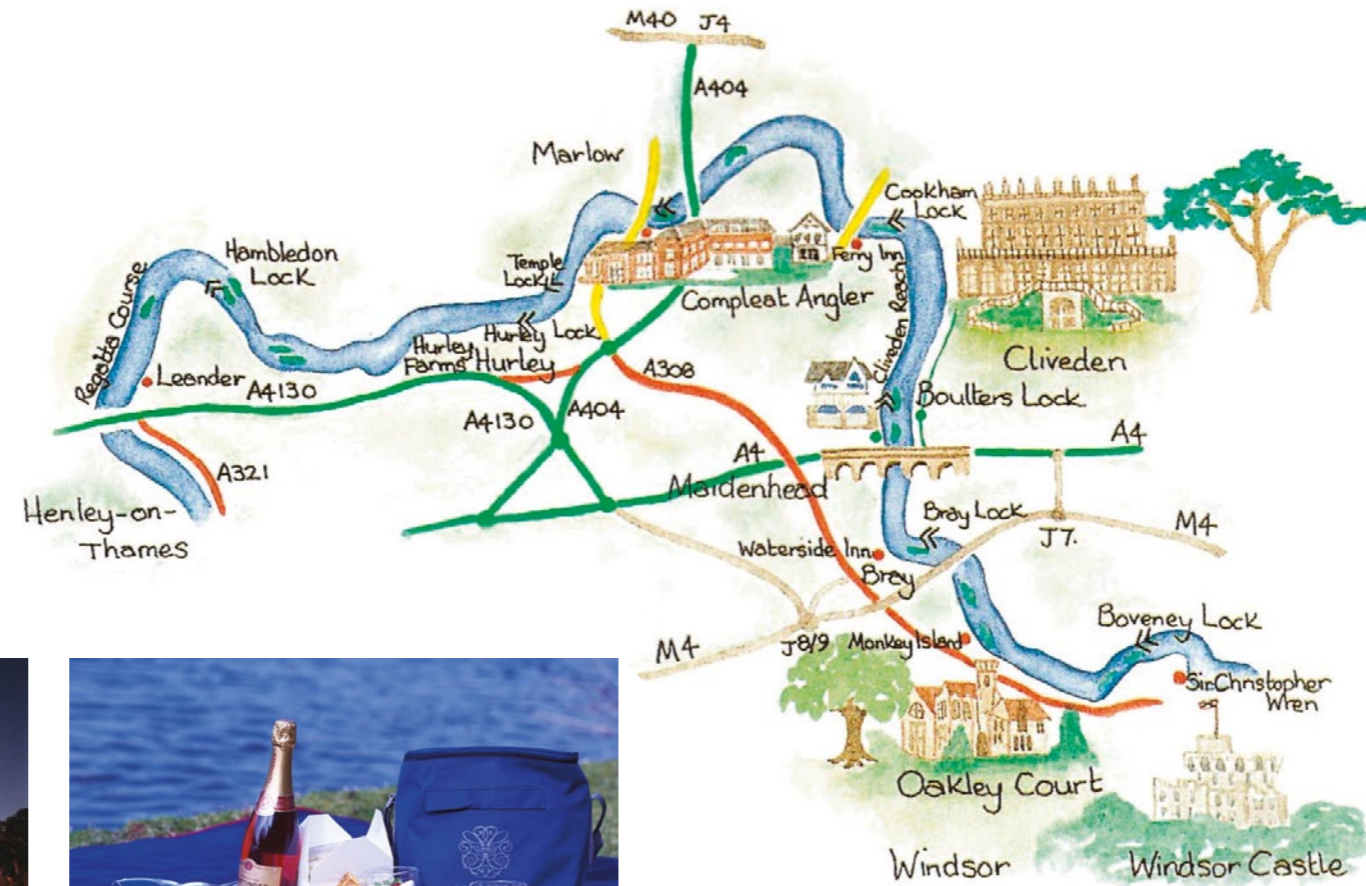 M40 J4
A404
Marlow
Cookham
Lock
Hambledon
Lock
Temple
Lock
Ferry Inn
Regatta Course
Compleat Angler
Cliveden Reach
Hurley Lock
Hurley
Farms
Hurley
Cliveden
Leander
A4130
A308
Boulters Lock
A4130
A404
A4
A4
A321
Maidenhead
Henley-on-
Thames
Bray Lock
J7.
M4
Waterside Inn
Bray
Boveney Lock
M4
J8/9
Monkey Island
Sir Christopher
Wren
Oakley Court
Windsor
Windsor Castle